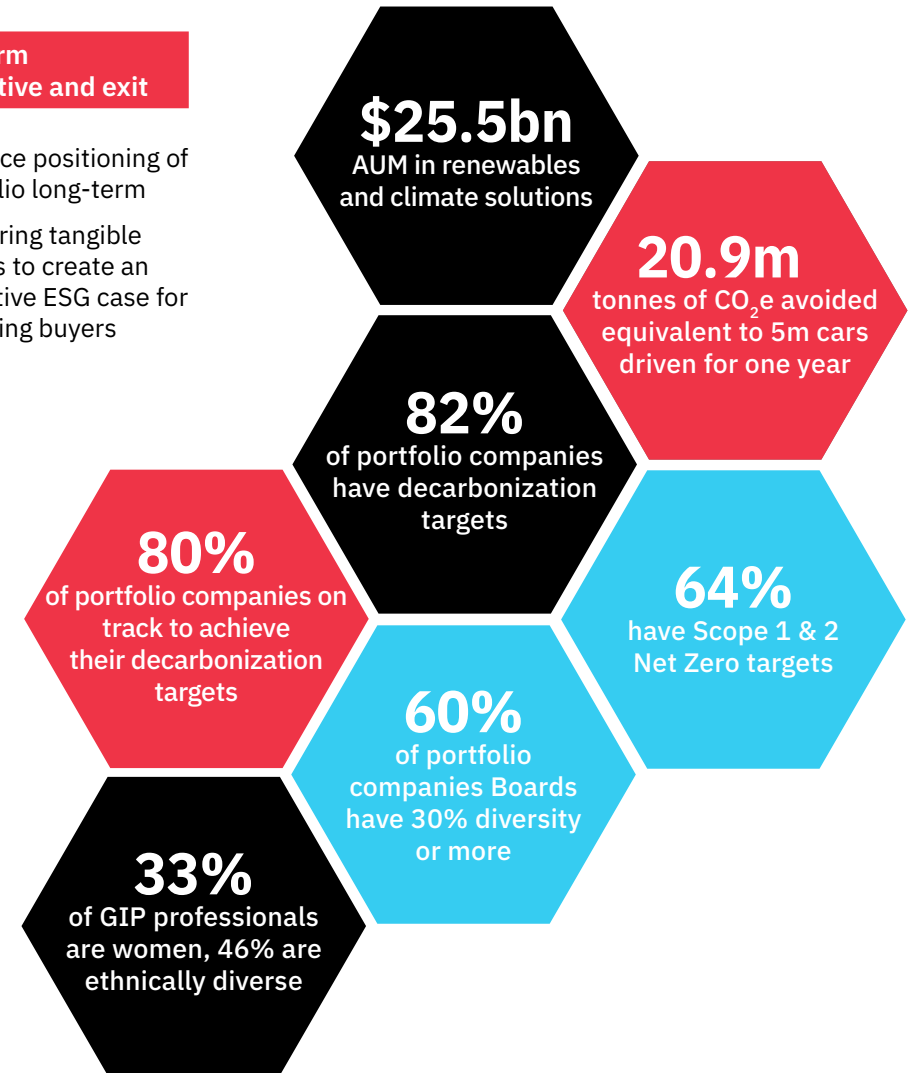 rm
tive and exit
ce positioning of
lio long-term
ring tangible
s to create an
tive ESG case for
ing buyers
$25.5bn
AUM in renewables
and climate solutions
20.9m
tonnes of CO₂e avoided
equivalent to 5m cars
driven for one year
82%
of portfolio companies
have decarbonization
targets
80%
of portfolio companies on
track to achieve
their decarbonization
targets
64%
have Scope 1 & 2
Net Zero targets
60%
of portfolio
companies Boards
have 30% diversity
or more
33%
of GIP professionals
are women, 46% are
ethnically diverse